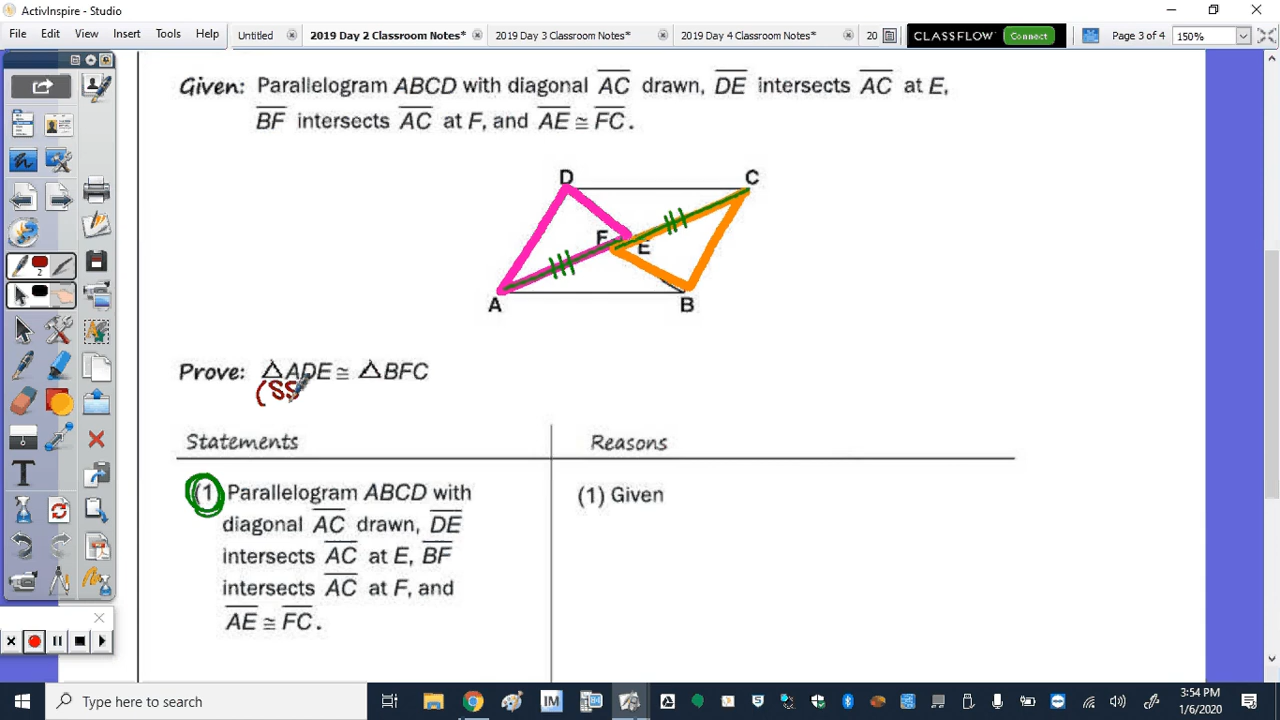 ActivInspire - Studio
File Edit View Insert Tools Help Untitled 2019 Day 2 Classroom Notes* 2019 Day 3 Classroom Notes* 2019 Day 4 Classroom Notes* 20 CLASSFLOW Connect Page 3 of 4 150%
Given: Parallelogram ABCD with diagonal AC drawn, DE intersects AC at E,
BF intersects AC at F, and AE ≅ FC.
D C
F E
A B
Prove: △ADE ≅ △BFC
(SS
Statements Reasons
(1) Parallelogram ABCD with (1) Given
diagonal AC drawn, DE
intersects AC at E, BF
intersects AC at F, and
AE ≅ FC.
2
T
Type here to search
IM
3:54 PM
1/6/2020